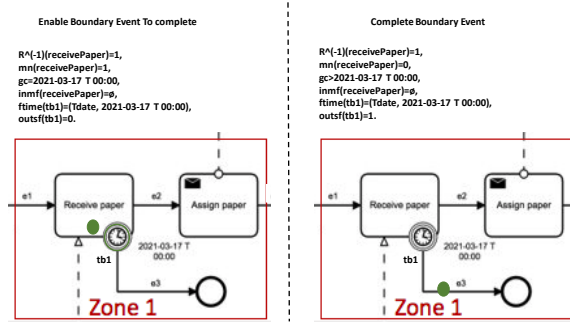 Enable Boundary Event To complete
R^(-1)(receivePaper)=1,
mn(receivePaper)=1,
gc=2021-03-17 T 00:00,
inmf(receivePaper)=ø,
ftime(tb1)=(Tdate, 2021-03-17 T 00:00),
outsf(tb1)=0.
e1
Receive paper
e2
Assign paper
2021-03-17 T
00:00
tb1
e3
Zone 1
Complete Boundary Event
R^(-1)(receivePaper)=1,
mn(receivePaper)=0,
gc>2021-03-17 T 00:00,
inmf(receivePaper)=ø,
ftime(tb1)=(Tdate, 2021-03-17 T 00:00),
outsf(tb1)=1.
e1
Receive paper
e2
Assign paper
2021-03-17 T
00:00
tb1
e3
Zone 1